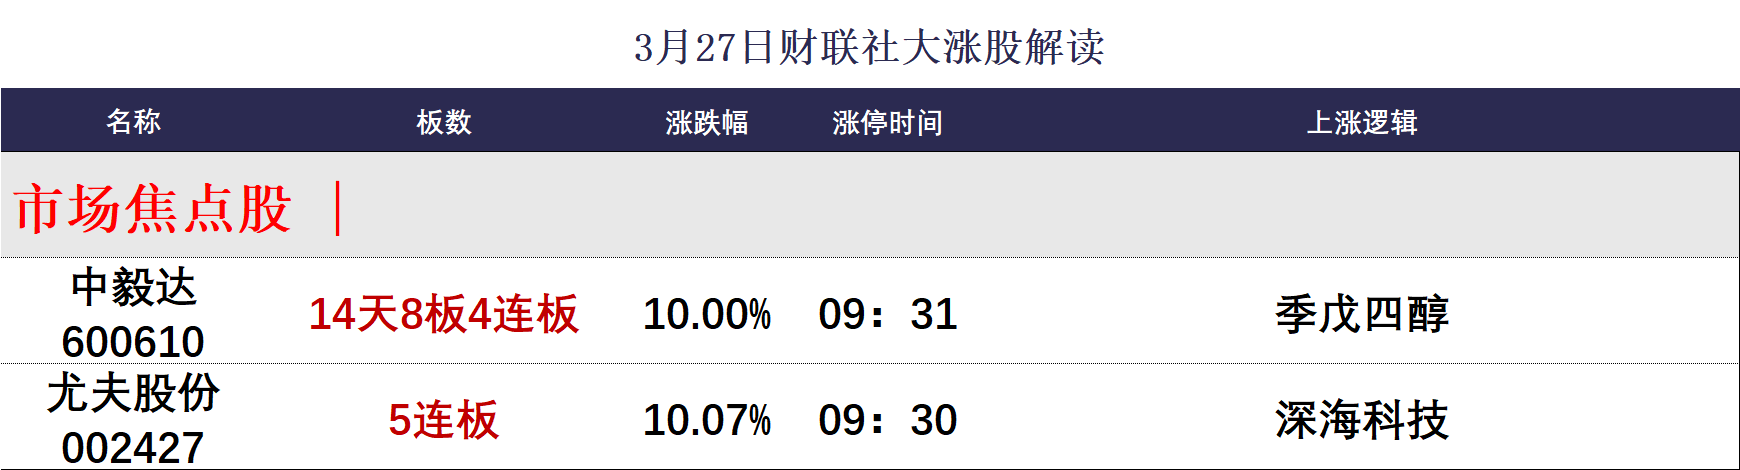 3月27日财联社大涨股解读
名称 板数 涨跌幅 涨停时间 上涨逻辑
市场焦点股 |
中毅达
600610 14天8板4连板 10.00% 09：31 季戊四醇
尤夫股份
002427 5连板 10.07% 09：30 深海科技